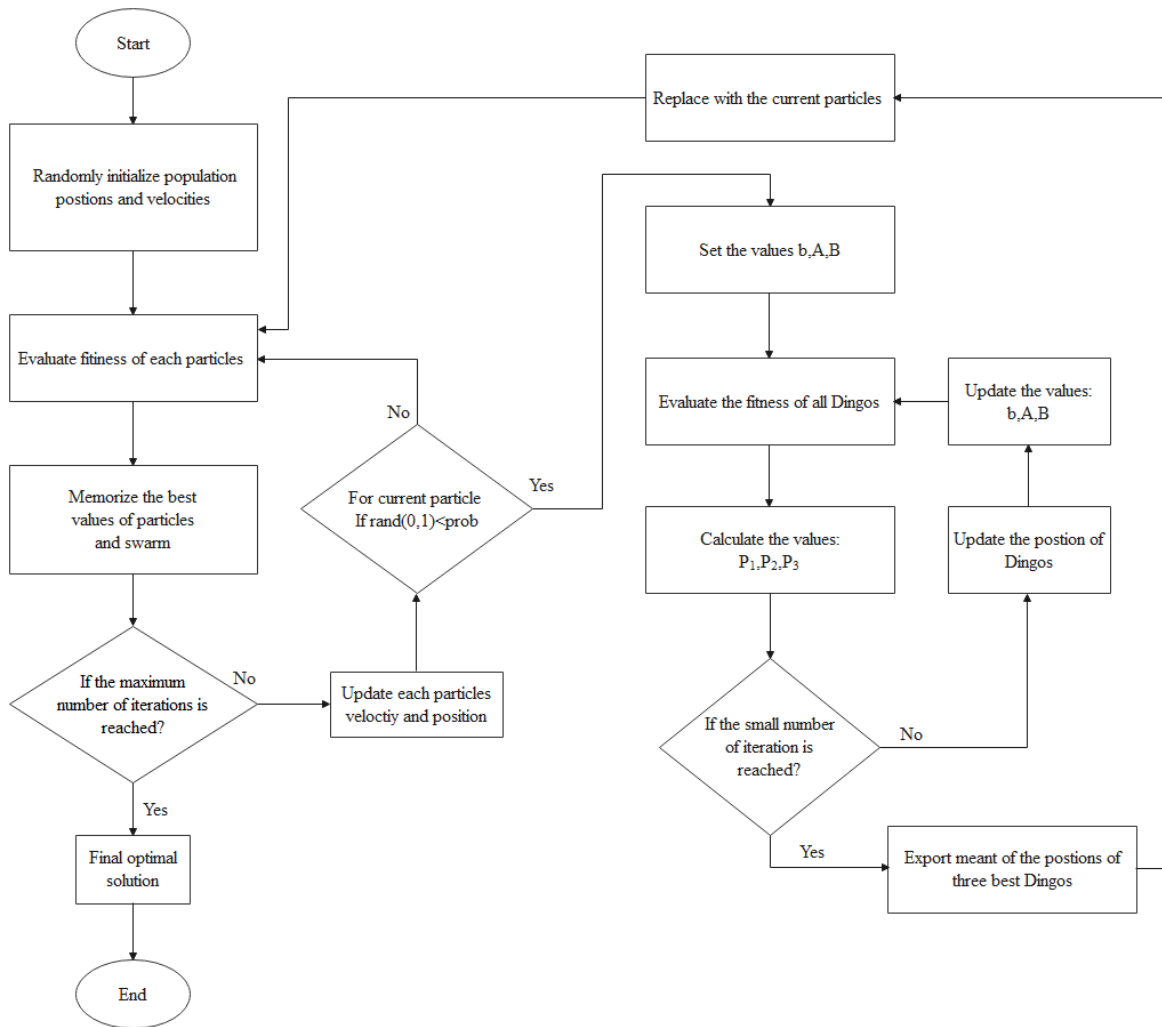 Start
Randomly initialize population
postions and velocities
Evaluate fitiness of each particles
Memorize the best
values of particles
and swarm
If the maximum
number of iterations is
reached?
No
Yes
Final optimal
solution
End
Update each particles
veloctiy and position
For current particle
If rand(0,1)<prob
No
Yes
Replace with the current particles
Set the values b,A,B
Evaluate the fitness of all Dingos
Calculate the values:
P₁,P₂,P₃
If the small number
of iteration is
reached?
No
Update the postion of
Dingos
Update the values:
b,A,B
Yes
Export meant of the postions of
three best Dingos